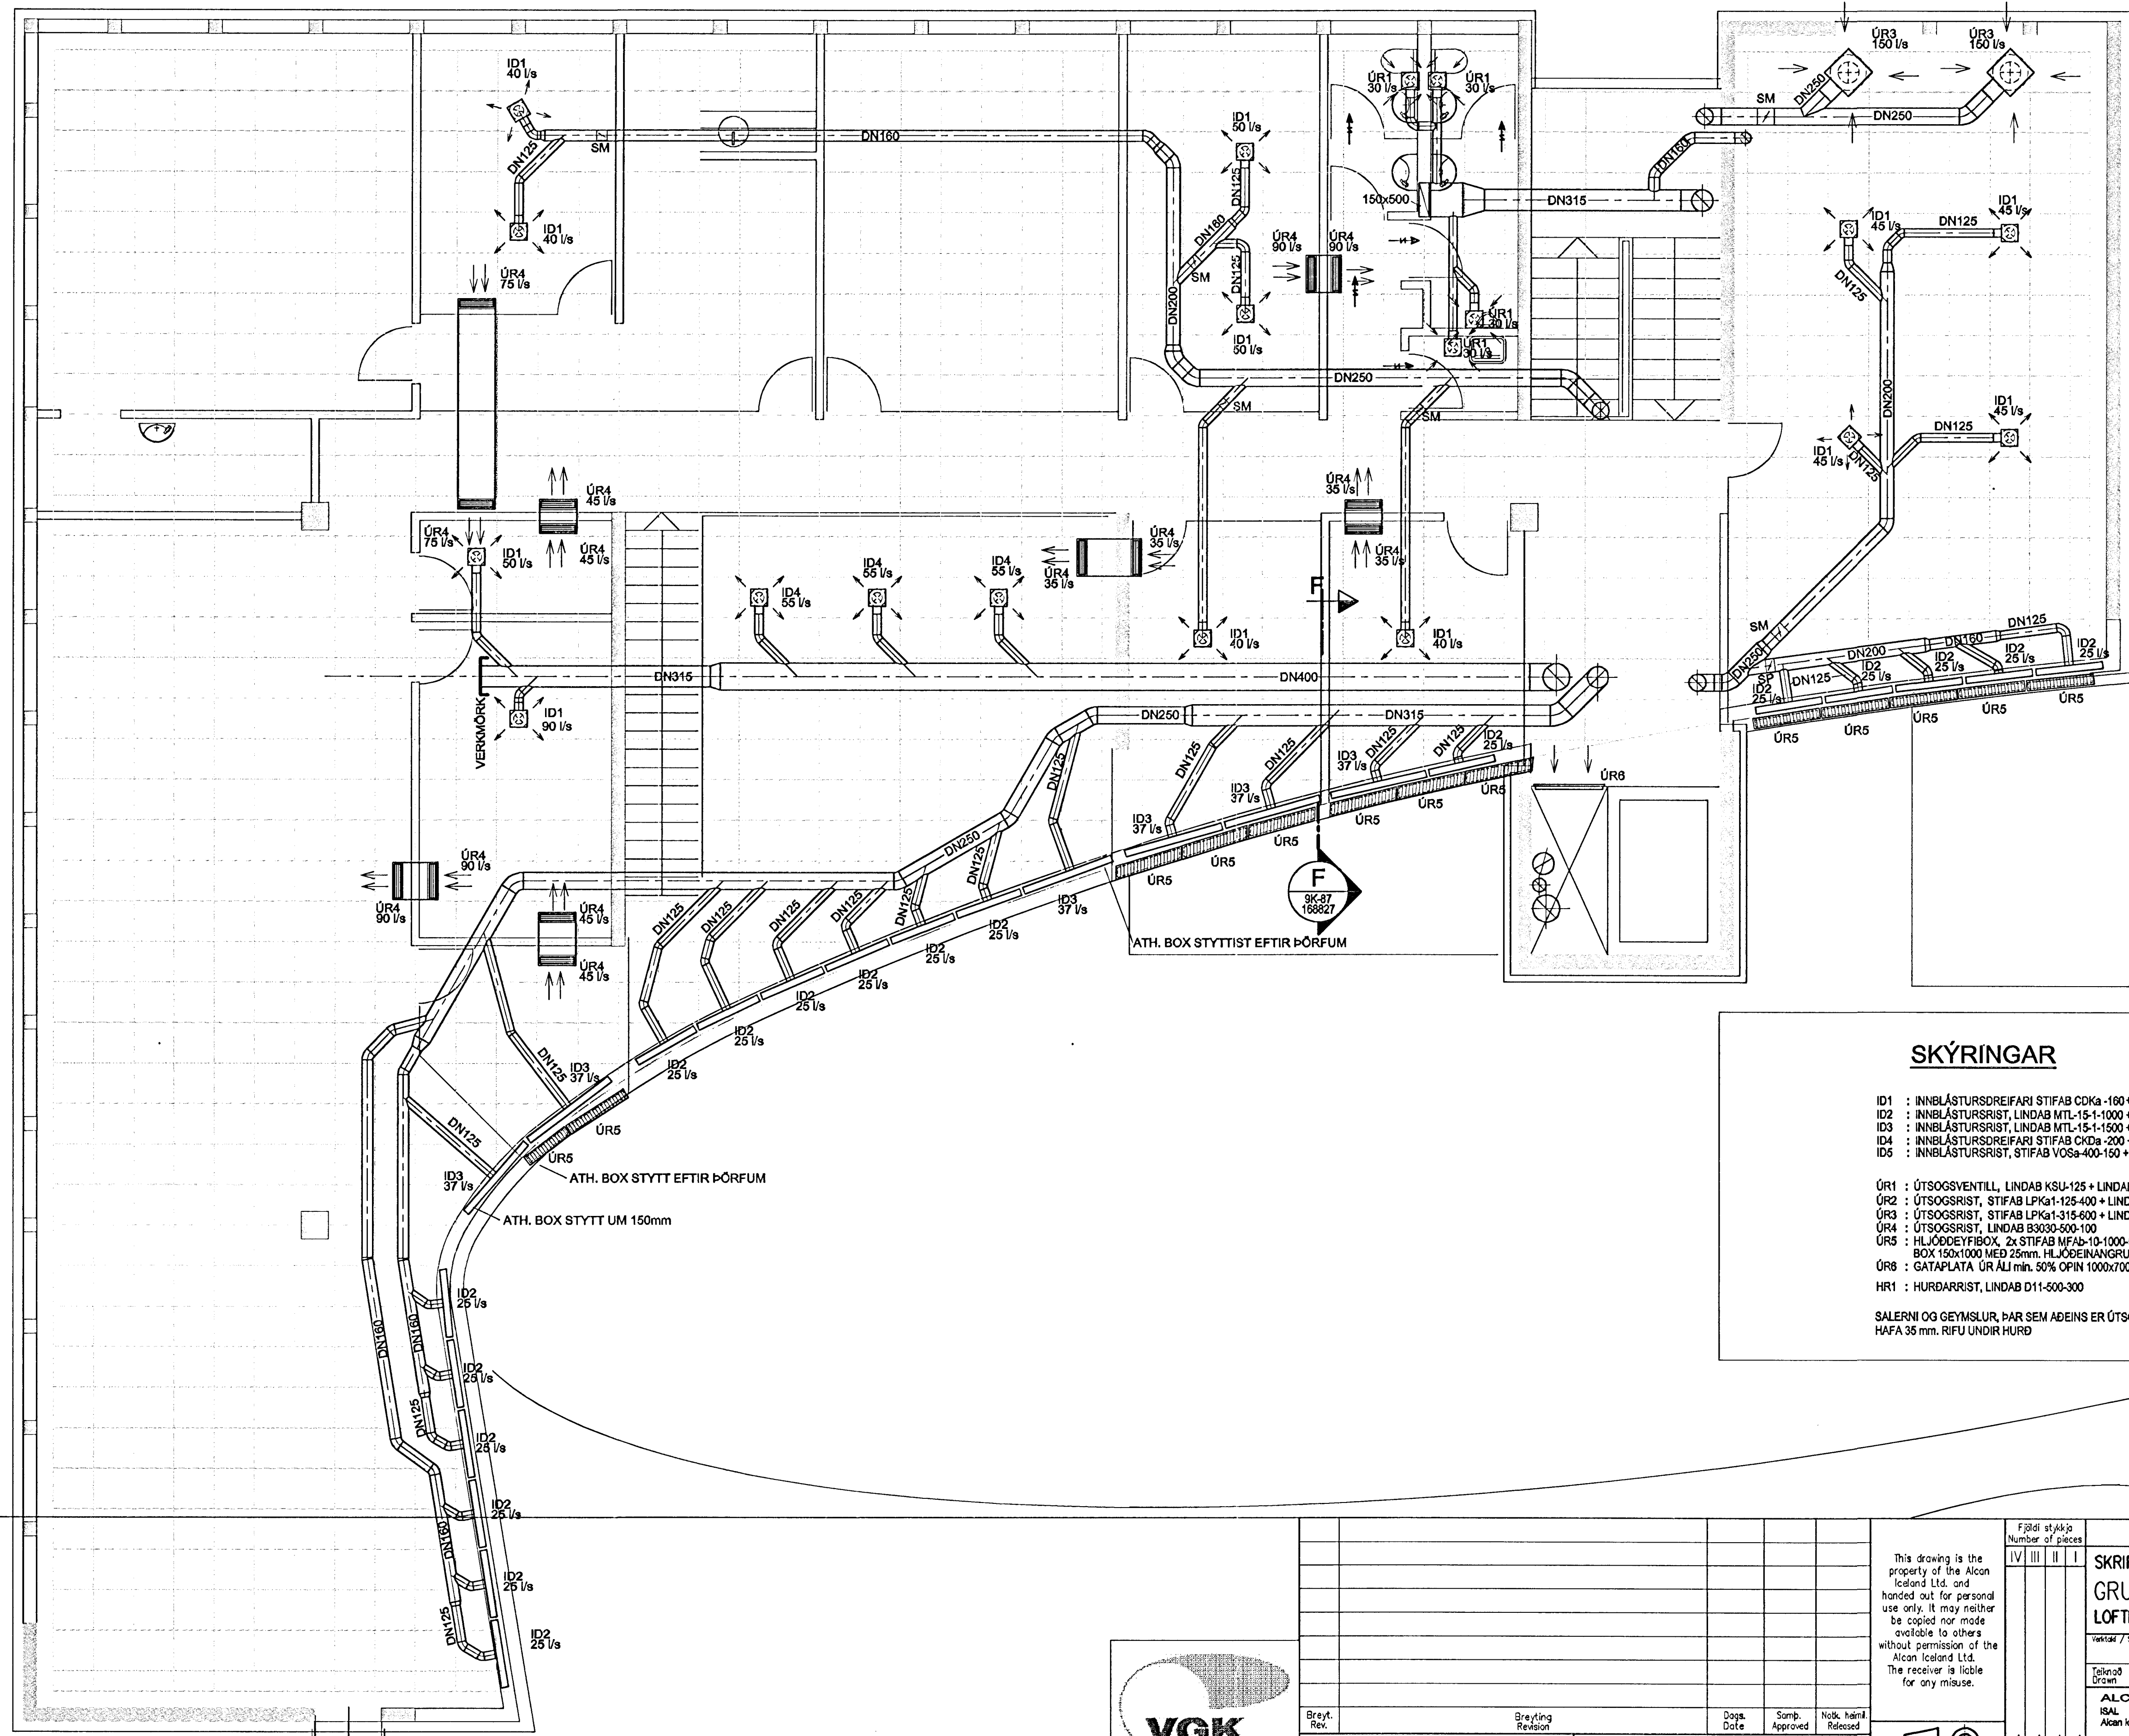 ID1
40 l/s
SM
DN160
DN125
ID1
40 l/s
ÚR4
75 l/s
ID1
50 l/s
DN125
DN160
DN125
SM
DN200
ID1
50 l/s
ÚR4
90 l/s
ÚR4
90 l/s
ÚR1
30 l/s
ÚR1
30 l/s
150x500
DN315
DN160
ÚR1
30 l/s
ÚR1
30 l/s
DN250
SM
SM
ÚR3
150 l/s
ÚR3
150 l/s
DN250
SM
DN250
ID1
45 l/s
DN125
ID1
45 l/s
DN125
DN200
ID1
45 l/s
DN125
ID1
45 l/s
DN125
SM
DN250
SP
DN200
DN160
DN125
DN125
ID2
25 l/s
ID2
25 l/s
ID2
25 l/s
ID2
25 l/s
ID2
25 l/s
ÚR5
ÚR5
ÚR5
ÚR5
ÚR5
ÚR4
45 l/s
ÚR4
45 l/s
ÚR4
75 l/s
ID1
50 l/s
ID4
55 l/s
ID4
55 l/s
ID4
55 l/s
ÚR4
35 l/s
ÚR4
35 l/s
ÚR4
35 l/s
ÚR4
35 l/s
F
ID1
40 l/s
ID1
40 l/s
DN315
DN400
VERKMÖRK
ID1
90 l/s
DN250
DN315
DN125
DN125
DN125
DN125
DN125
ID2
25 l/s
ID3
37 l/s
ID3
37 l/s
ID3
37 l/s
ÚR5
ÚR5
ÚR5
ÚR5
ÚR5
ÚR5
ÚR6
F
9K-87
168827
DN250
DN125
DN125
DN125
DN125
DN125
DN125
ID3
37 l/s
ATH. BOX STYTTIST EFTIR ÞÖRFUM
ÚR4
90 l/s
ÚR4
90 l/s
ÚR4
45 l/s
ÚR4
45 l/s
ID2
25 l/s
ID2
25 l/s
ID2
25 l/s
ID2
25 l/s
ID2
25 l/s
ID2
25 l/s
DN125
ID3
37 l/s
DN125
ID3
37 l/s
ÚR5
ÚR5
ATH. BOX STYTT EFTIR ÞÖRFUM
ATH. BOX STYTT UM 150mm
DN160
DN160
DN125
DN160
DN125
ID2
25 l/s
ID2
25 l/s
ID2
25 l/s
ID2
25 l/s
ID2
25 l/s
ID2
25 l/s
SKÝRINGAR
ID1 : INNBLÁSTURSDREIFARI STIFAB CDKa -160+
ID2 : INNBLÁSTURSRIST, LINDAB MTL-15-1-1000 +
ID3 : INNBLÁSTURSRIST, LINDAB MTL-15-1-1500 +
ID4 : INNBLÁSTURSDREIFARI STIFAB CKDa -200
ID5 : INNBLÁSTURSRIST, STIFAB VOSa-400-150 +
ÚR1 : ÚTSOGSVENTILL, LINDAB KSU-125 + LINDA
ÚR2 : ÚTSOGSRIST, STIFAB LPKa1-125-400 + LIND
ÚR3 : ÚTSOGSRIST, STIFAB LPKa1-315-600 + LIND
ÚR4 : ÚTSOGSRIST, LINDAB B3030-500-100
ÚR5 : HLJÓÐDEYFIBOX, 2x STIFAB MFAb-10-1000-
BOX 150x1000 MEÐ 25mm. HLJÓÐEINANGRU
ÚR6 : GATAPLATA ÚR ÁLI mín. 50% OPIN 1000x700
HR1 : HURÐARRIST, LINDAB D11-500-300
SALERNI OG GEYMSLUR, ÞAR SEM AÐEINS ER ÚTS
HAFA 35 mm. RIFU UNDIR HURÐ
This drawing is the
property of the Alcan
Iceland Ltd. and
handed out for personal
use only. It may neither
be copied nor made
available to others
without permission of the
Alcan Iceland Ltd.
The receiver is liable
for any misuse.
Fjöldi stykkja
Number of pieces
IV III II I
SKRI
GRU
LOFT
Verktaki /
Teiknað
Drawn
ALC
ISAL
Alcan
Breyt.
Rev.
Breyting
Revision
Dags.
Date
Samþ.
Approved
Notk. heimil.
Released
VGK